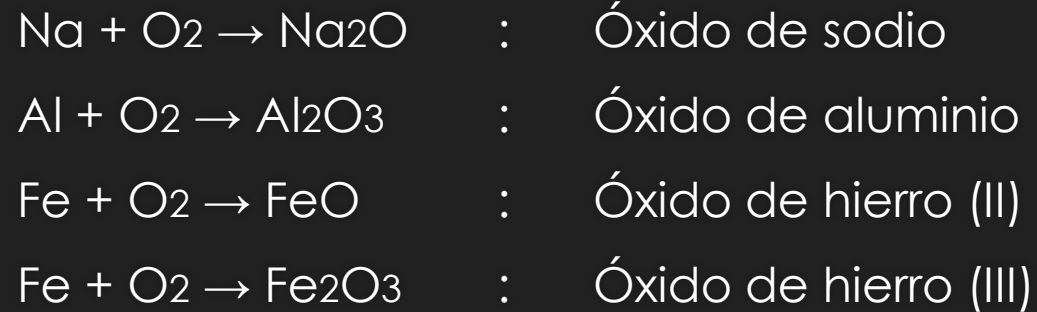 Na + O2 → Na2O : Óxido de sodio
Al + O2 → Al2O3 : Óxido de aluminio
Fe + O2 → FeO : Óxido de hierro (II)
Fe + O2 → Fe2O3 : Óxido de hierro (III)